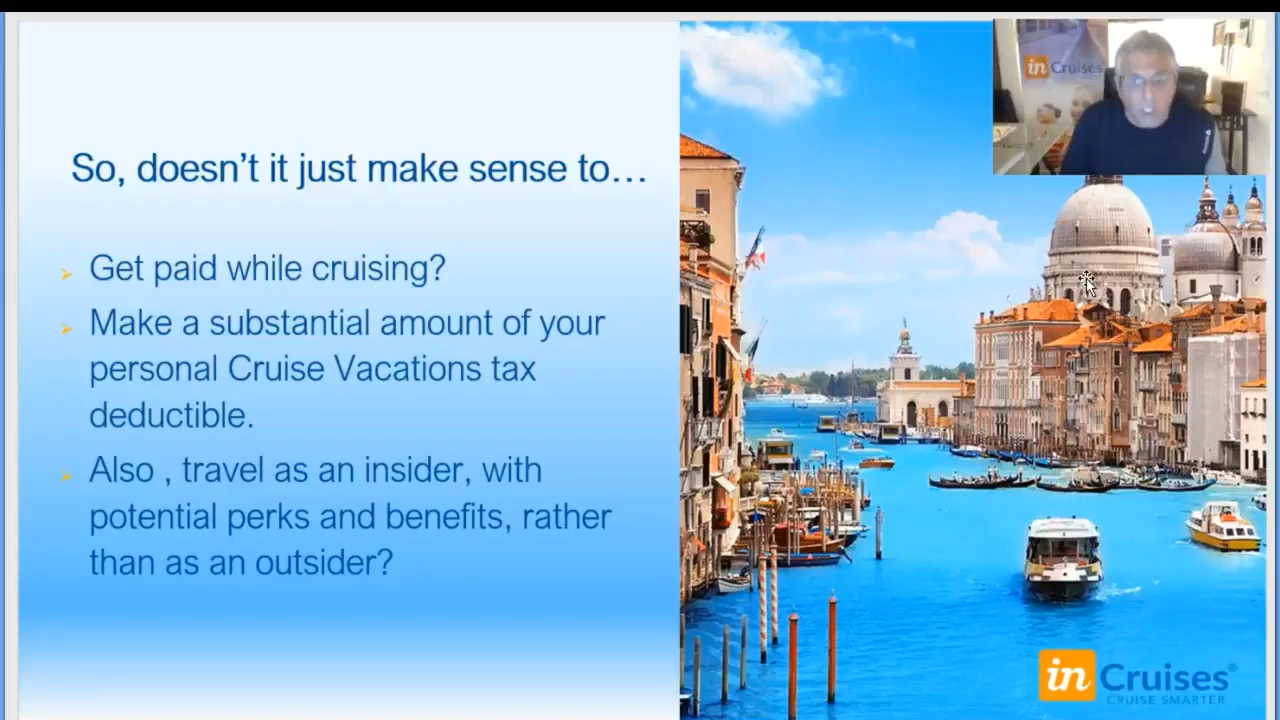 in Cruises
So, doesn't it just make sense to...
Get paid while cruising?
Make a substantial amount of your
personal Cruise Vacations tax
deductible.
Also , travel as an insider, with
potential perks and benefits, rather
than as an outsider?
in Cruises®
CRUISE SMARTER